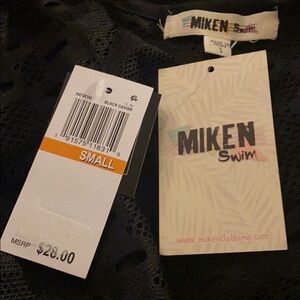 MIKEN Swim
BLACK CAVIAR
SMALL
MSRP $28.00
MIKEN
Swim
www.mikenclothing.com